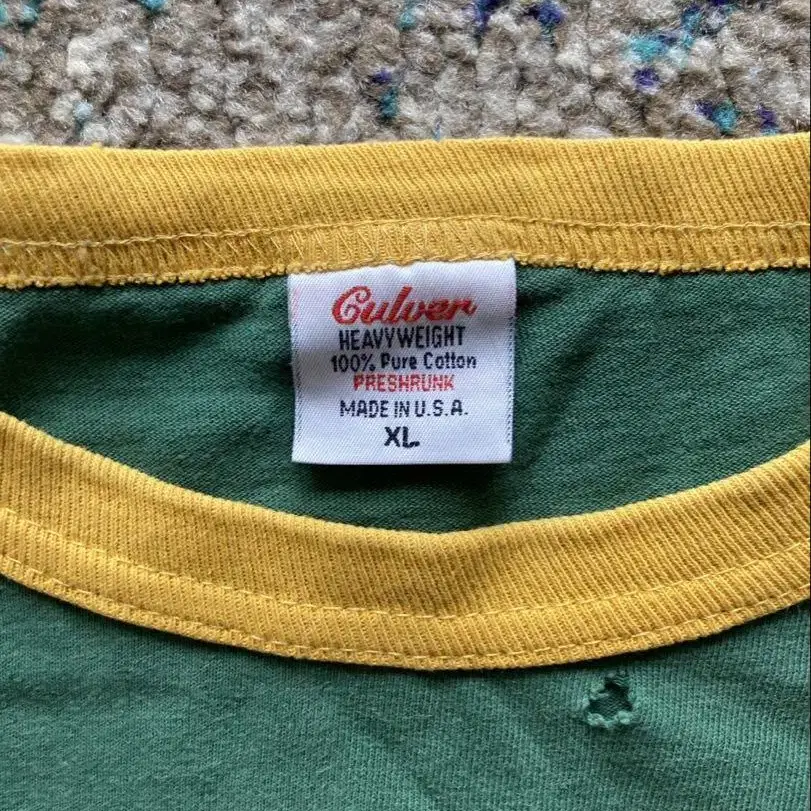 Culver
HEAVYWEIGHT
100% Pure Cotton
PRESHRUNK
MADE IN U.S.A.
XL